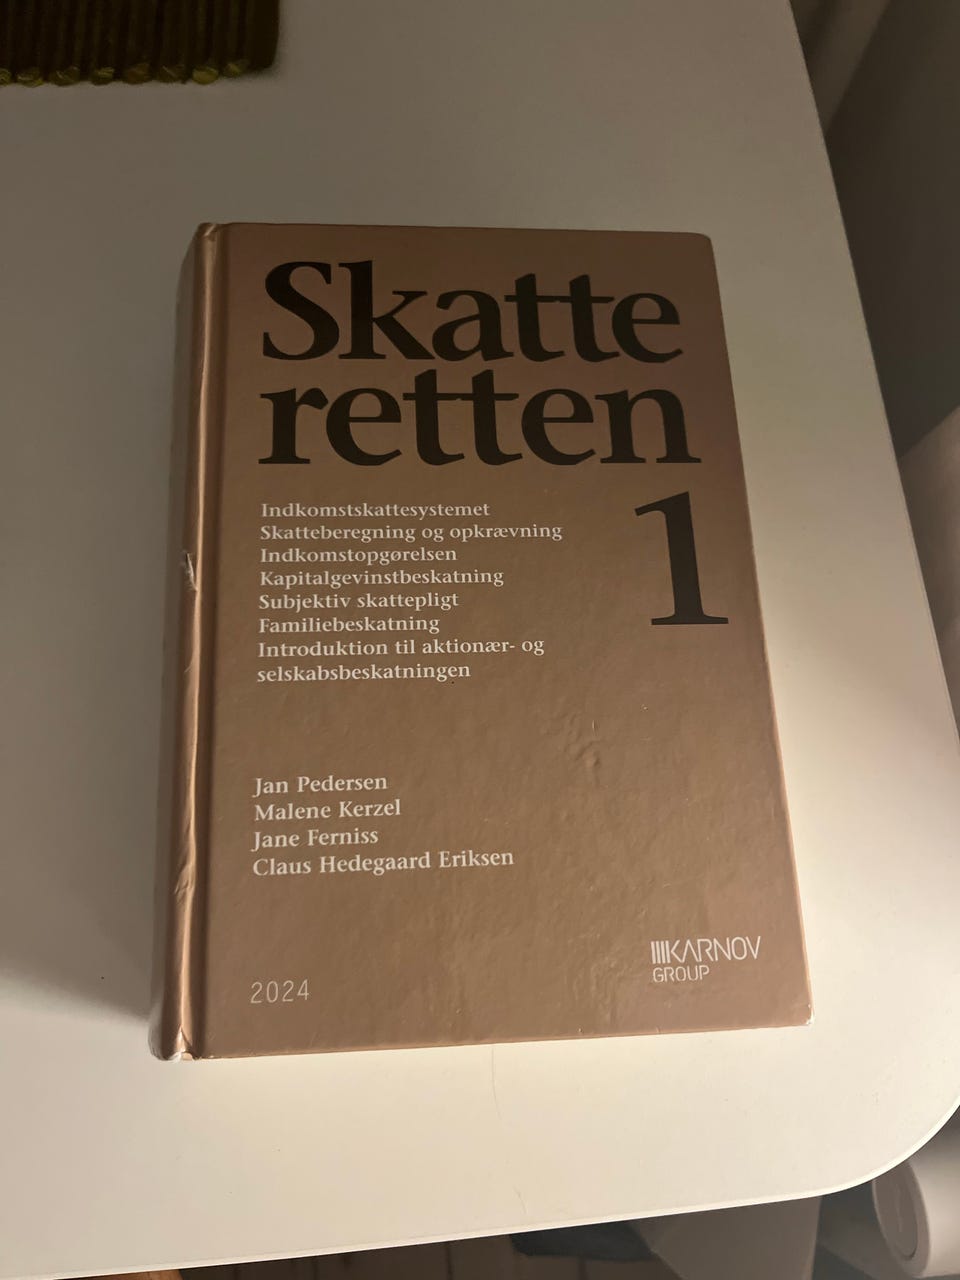 Skatte
retten
1
Indkomstskattesystemet
Skatteberegning og opkrævning
Indkomstopgørelsen
Kapitalgevinstbeskatning
Subjektiv skattepligt
Familiebeskatning
Introduktion til aktionær- og
selskabsbeskatningen
Jan Pedersen
Malene Kerzel
Jane Ferniss
Claus Hedegaard Eriksen
2024
KARNOV
GROUP